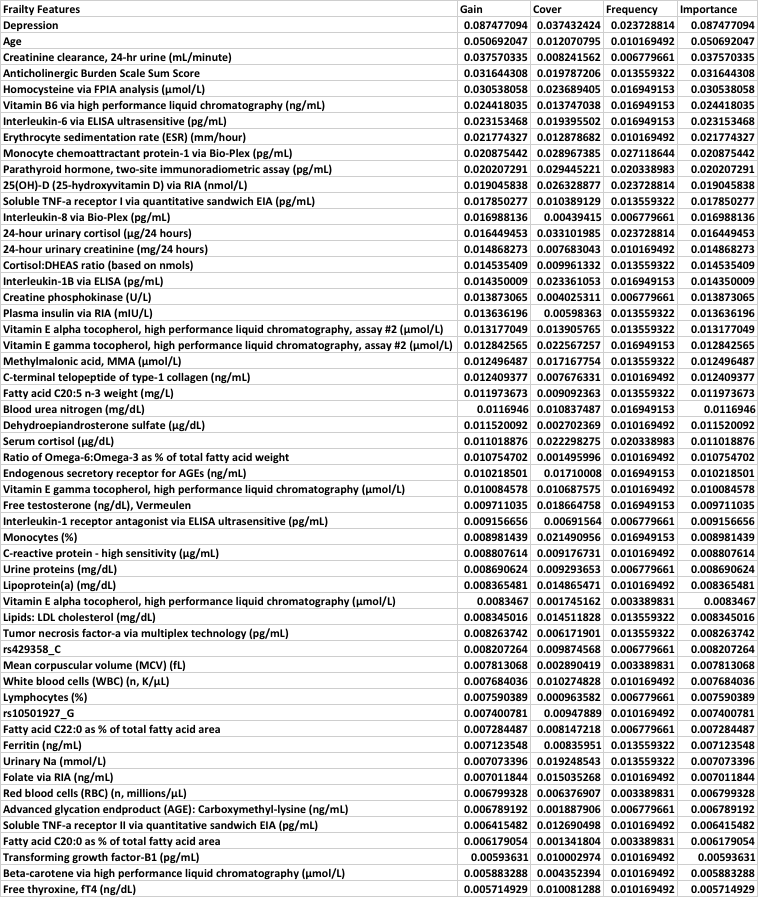 Frailty Features Gain Cover Frequency Importance
Depression 0.087477094 0.037432424 0.023728814 0.087477094
Age 0.050692047 0.012070795 0.010169492 0.050692047
Creatinine clearance, 24-hr urine (mL/minute) 0.037570335 0.008241562 0.006779661 0.037570335
Anticholinergic Burden Scale Sum Score 0.031644308 0.019787206 0.013559322 0.031644308
Homocysteine via FPIA analysis (µmol/L) 0.030538058 0.023689405 0.016949153 0.030538058
Vitamin B6 via high performance liquid chromatography (ng/mL) 0.024418035 0.013747038 0.016949153 0.024418035
Interleukin-6 via ELISA ultrasensitive (pg/mL) 0.023153468 0.019395502 0.016949153 0.023153468
Erythrocyte sedimentation rate (ESR) (mm/hour) 0.021774327 0.012878682 0.010169492 0.021774327
Monocyte chemoattractant protein-1 via Bio-Plex (pg/mL) 0.020875442 0.028967385 0.027118644 0.020875442
Parathyroid hormone, two-site immunoradiometric assay (pg/mL) 0.020207291 0.029445221 0.020338983 0.020207291
25(OH)-D (25-hydroxyvitamin D) via RIA (nmol/L) 0.019045838 0.026328877 0.023728814 0.019045838
Soluble TNF-a receptor I via quantitative sandwich EIA (pg/mL) 0.017850277 0.010389129 0.013559322 0.017850277
Interleukin-8 via Bio-Plex (pg/mL) 0.016988136 0.00439415 0.006779661 0.016988136
24-hour urinary cortisol (µg/24 hours) 0.016449453 0.033101985 0.023728814 0.016449453
24-hour urinary creatinine (mg/24 hours) 0.014868273 0.007683043 0.010169492 0.014868273
Cortisol:DHEAS ratio (based on nmols) 0.014535409 0.009961332 0.013559322 0.014535409
Interleukin-1B via ELISA (pg/mL) 0.014350009 0.023361053 0.016949153 0.014350009
Creatine phosphokinase (U/L) 0.013873065 0.004025311 0.006779661 0.013873065
Plasma insulin via RIA (mIU/L) 0.013636196 0.00598363 0.013559322 0.013636196
Vitamin E alpha tocopherol, high performance liquid chromatography, assay #2 (µmol/L) 0.013177049 0.013905765 0.013559322 0.013177049
Vitamin E gamma tocopherol, high performance liquid chromatography, assay #2 (µmol/L) 0.012842565 0.022567257 0.016949153 0.012842565
Methylmalonic acid, MMA (µmol/L) 0.012496487 0.017167754 0.013559322 0.012496487
C-terminal telopeptide of type-1 collagen (ng/mL) 0.012409377 0.007676331 0.010169492 0.012409377
Fatty acid C20:5 n-3 weight (mg/L) 0.011973673 0.009092363 0.013559322 0.011973673
Blood urea nitrogen (mg/dL) 0.0116946 0.010837487 0.016949153 0.0116946
Dehydroepiandrosterone sulfate (µg/dL) 0.011520092 0.002702369 0.010169492 0.011520092
Serum cortisol (µg/dL) 0.011018876 0.022298275 0.020338983 0.011018876
Ratio of Omega-6:Omega-3 as % of total fatty acid weight 0.010754702 0.001495996 0.010169492 0.010754702
Endogenous secretory receptor for AGEs (ng/mL) 0.010218501 0.01710008 0.016949153 0.010218501
Vitamin E gamma tocopherol, high performance liquid chromatography (µmol/L) 0.010084578 0.010687575 0.010169492 0.010084578
Free testosterone (ng/dL), Vermeulen 0.009711035 0.018664758 0.016949153 0.009711035
Interleukin-1 receptor antagonist via ELISA ultrasensitive (pg/mL) 0.009156656 0.00691564 0.006779661 0.009156656
Monocytes (%) 0.008981439 0.021490956 0.016949153 0.008981439
C-reactive protein - high sensitivity (µg/mL) 0.008807614 0.009176731 0.010169492 0.008807614
Urine proteins (mg/dL) 0.008690624 0.009293653 0.006779661 0.008690624
Lipoprotein(a) (mg/dL) 0.008365481 0.014865471 0.010169492 0.008365481
Vitamin E alpha tocopherol, high performance liquid chromatography (µmol/L) 0.0083467 0.001745162 0.003389831 0.0083467
Lipids: LDL cholesterol (mg/dL) 0.008345016 0.014511828 0.013559322 0.008345016
Tumor necrosis factor-a via multiplex technology (pg/mL) 0.008263742 0.006171901 0.013559322 0.008263742
rs429358_C 0.008207264 0.009874568 0.006779661 0.008207264
Mean corpuscular volume (MCV) (fL) 0.007813068 0.002890419 0.003389831 0.007813068
White blood cells (WBC) (n, K/µL) 0.007684036 0.010274828 0.010169492 0.007684036
Lymphocytes (%) 0.007590389 0.000963582 0.006779661 0.007590389
rs10501927_G 0.007400781 0.00947889 0.010169492 0.007400781
Fatty acid C22:0 as % of total fatty acid area 0.007284487 0.008147218 0.006779661 0.007284487
Ferritin (ng/mL) 0.007123548 0.00835951 0.013559322 0.007123548
Urinary Na (mmol/L) 0.007073396 0.019248543 0.013559322 0.007073396
Folate via RIA (ng/mL) 0.007011844 0.015035268 0.010169492 0.007011844
Red blood cells (RBC) (n, millions/µL) 0.006799328 0.006376907 0.003389831 0.006799328
Advanced glycation endproduct (AGE): Carboxymethyl-lysine (ng/mL) 0.006789192 0.001887906 0.006779661 0.006789192
Soluble TNF-a receptor II via quantitative sandwich EIA (pg/mL) 0.006415482 0.012690498 0.010169492 0.006415482
Fatty acid C20:0 as % of total fatty acid area 0.006179054 0.001341804 0.003389831 0.006179054
Transforming growth factor-B1 (pg/mL) 0.00593631 0.010002974 0.010169492 0.00593631
Beta-carotene via high performance liquid chromatography (µmol/L) 0.005883288 0.004352394 0.010169492 0.005883288
Free thyroxine, fT4 (ng/dL) 0.005714929 0.010081288 0.010169492 0.005714929